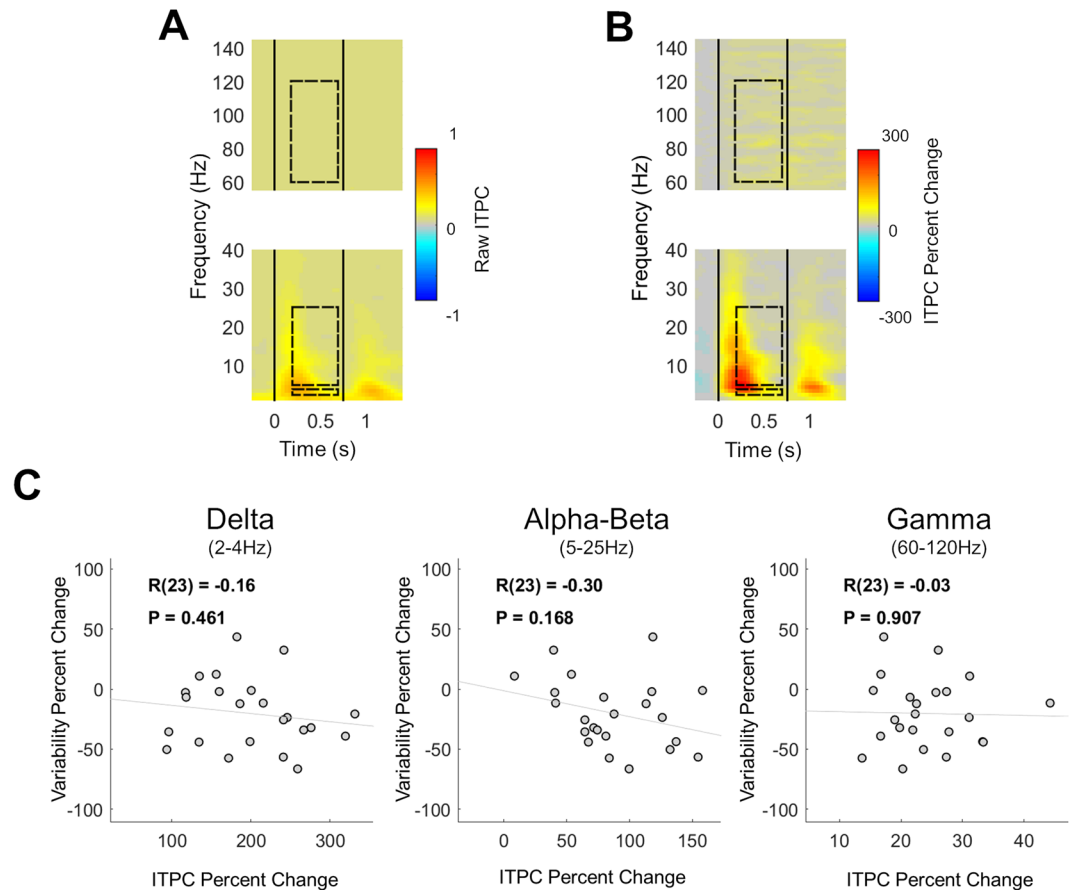 A
140
120
100
80
60
40
30
20
10
Frequency (Hz)
0 0.5 1
Time (s)
1
0
-1
Raw ITPC
B
140
120
100
80
60
40
30
20
10
Frequency (Hz)
0 0.5 1
Time (s)
300
0
-300
ITPC Percent Change
C
Delta
(2-4Hz)
R(23) = -0.16
P = 0.461
100
50
0
-50
-100
Variability Percent Change
100 200 300
ITPC Percent Change
Alpha-Beta
(5-25Hz)
R(23) = -0.30
P = 0.168
100
50
0
-50
-100
Variability Percent Change
0 50 100 150
ITPC Percent Change
Gamma
(60-120Hz)
R(23) = -0.03
P = 0.907
100
50
0
-50
-100
Variability Percent Change
10 20 30 40
ITPC Percent Change